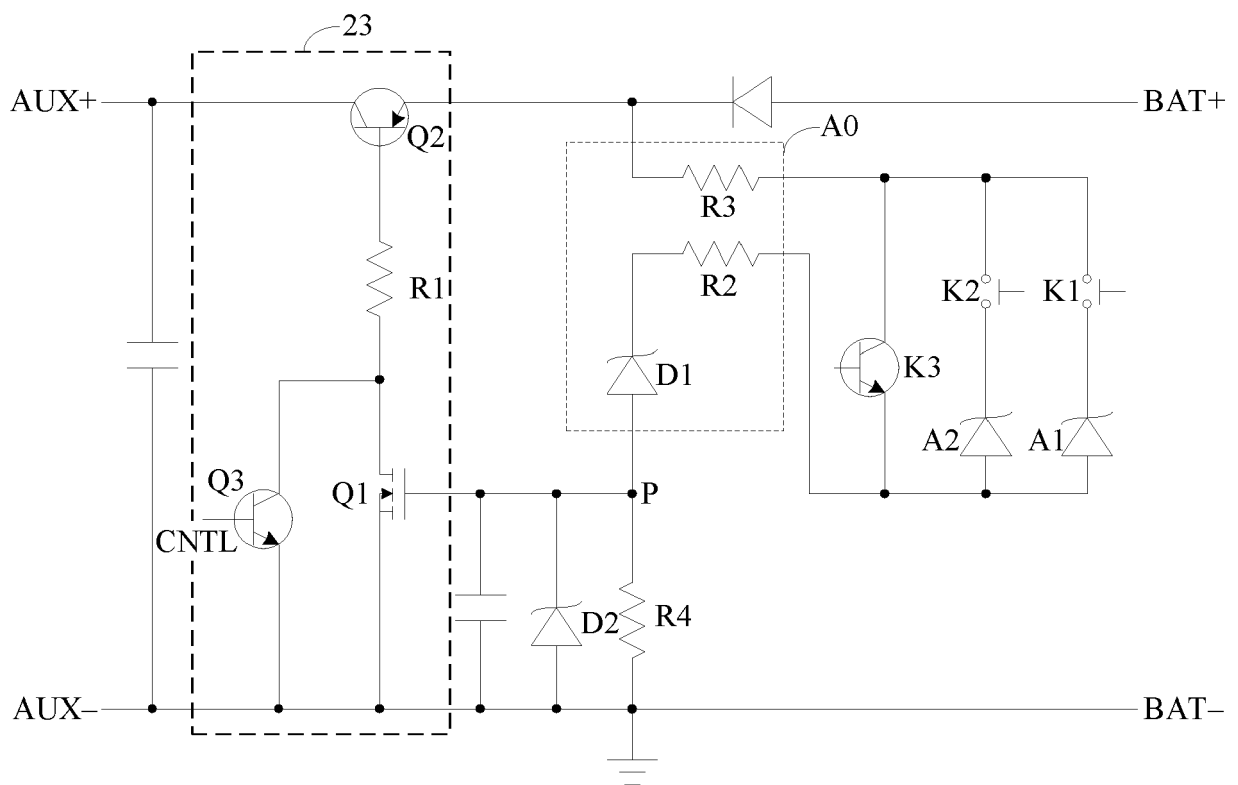 23
AUX+
BAT+
Q2
A0
R3
R2
R1
K2
K1
D1
K3
A2
A1
Q3
Q1
P
CNTL
D2
R4
AUX–
BAT–